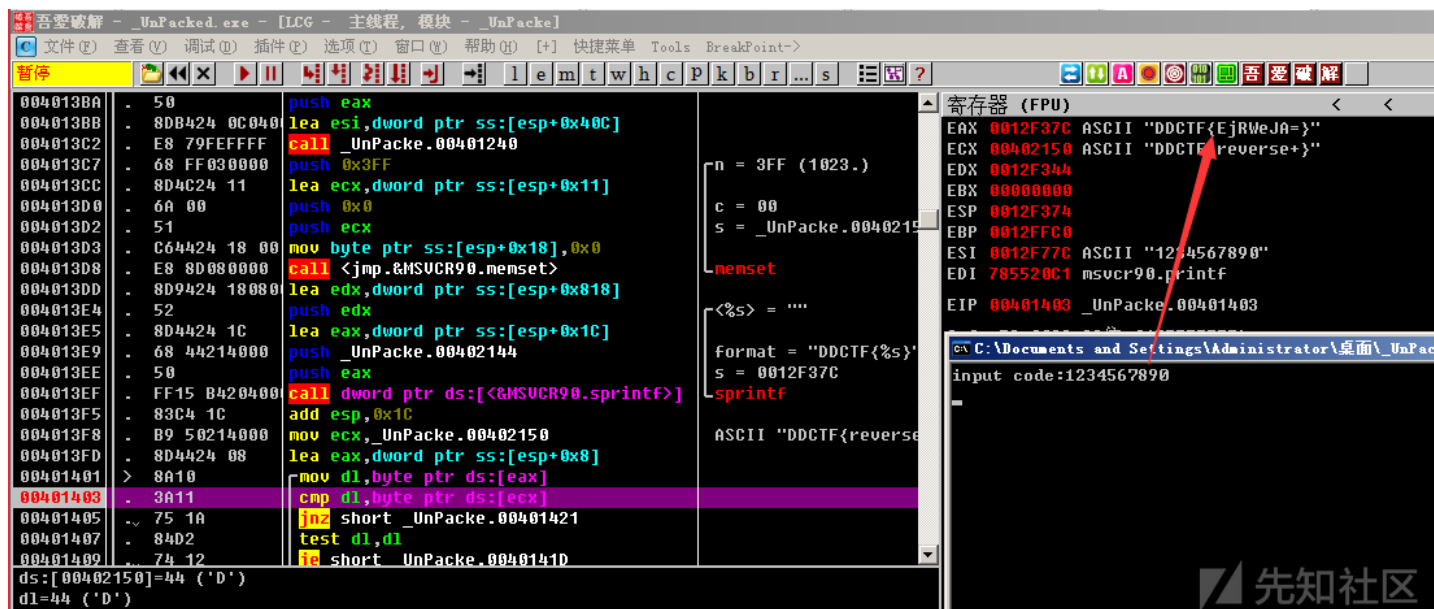 吾爱破解 - _UnPacked.exe - [LCG - 主线程, 模块 - _UnPacke]
C 文件(F) 查看(V) 调试(D) 插件(P) 选项(T) 窗口(W) 帮助(H) [+] 快捷菜单 Tools BreakPoint->
暂停 l e m t w h c P k b r ... s ? 吾 爱 破 解
004013BA . 50 push eax
004013BB . 8DB424 0C040 lea esi,dword ptr ss:[esp+0x40C]
004013C2 . E8 79FEFFFF call _UnPacke.00401240
004013C7 . 68 FF030000 push 0x3FF n = 3FF (1023.)
004013CC . 8D4C24 11 lea ecx,dword ptr ss:[esp+0x11]
004013D0 . 6A 00 push 0x0 c = 00
004013D2 . 51 push ecx s = _UnPacke.0040215
004013D3 . C64424 18 00 mov byte ptr ss:[esp+0x18],0x0
004013D8 . E8 8D080000 call <jmp.&MSVCR90.memset> memset
004013DD . 8D9424 18080 lea edx,dword ptr ss:[esp+0x818]
004013E4 . 52 push edx <%s> = ""
004013E5 . 8D4424 1C lea eax,dword ptr ss:[esp+0x1C]
004013E9 . 68 44214000 push _UnPacke.00402144 format = "DDCTF{%s}"
004013EE . 50 push eax s = 0012F37C
004013EF . FF15 B4204000 call dword ptr ds:[<&MSVCR90.sprintf>] sprintf
004013F5 . 83C4 1C add esp,0x1C
004013F8 . B9 50214000 mov ecx,_UnPacke.00402150 ASCII "DDCTF{reverse
004013FD . 8D4424 08 lea eax,dword ptr ss:[esp+0x8]
00401401 > 8A10 mov dl,byte ptr ds:[eax]
00401403 . 3A11 cmp dl,byte ptr ds:[ecx]
00401405 . 75 1A jnz short _UnPacke.00401421
00401407 . 84D2 test dl,dl
00401409 . 74 12 je short _UnPacke.0040141D
ds:[00402150]=44 ('D')
dl=44 ('D')
寄存器 (FPU) < <
EAX 0012F37C ASCII "DDCTF{EjRWeJA=}"
ECX 00402150 ASCII "DDCTF{reverse+}"
EDX 0012F344
EBX 00000000
ESP 0012F374
EBP 0012FFC0
ESI 0012F77C ASCII "1234567890"
EDI 785520C1 msvcr90.printf
EIP 00401403 _UnPacke.00401403
C:\Documents and Settings\Administrator\桌面\_UnPac
input code:1234567890
先知社区